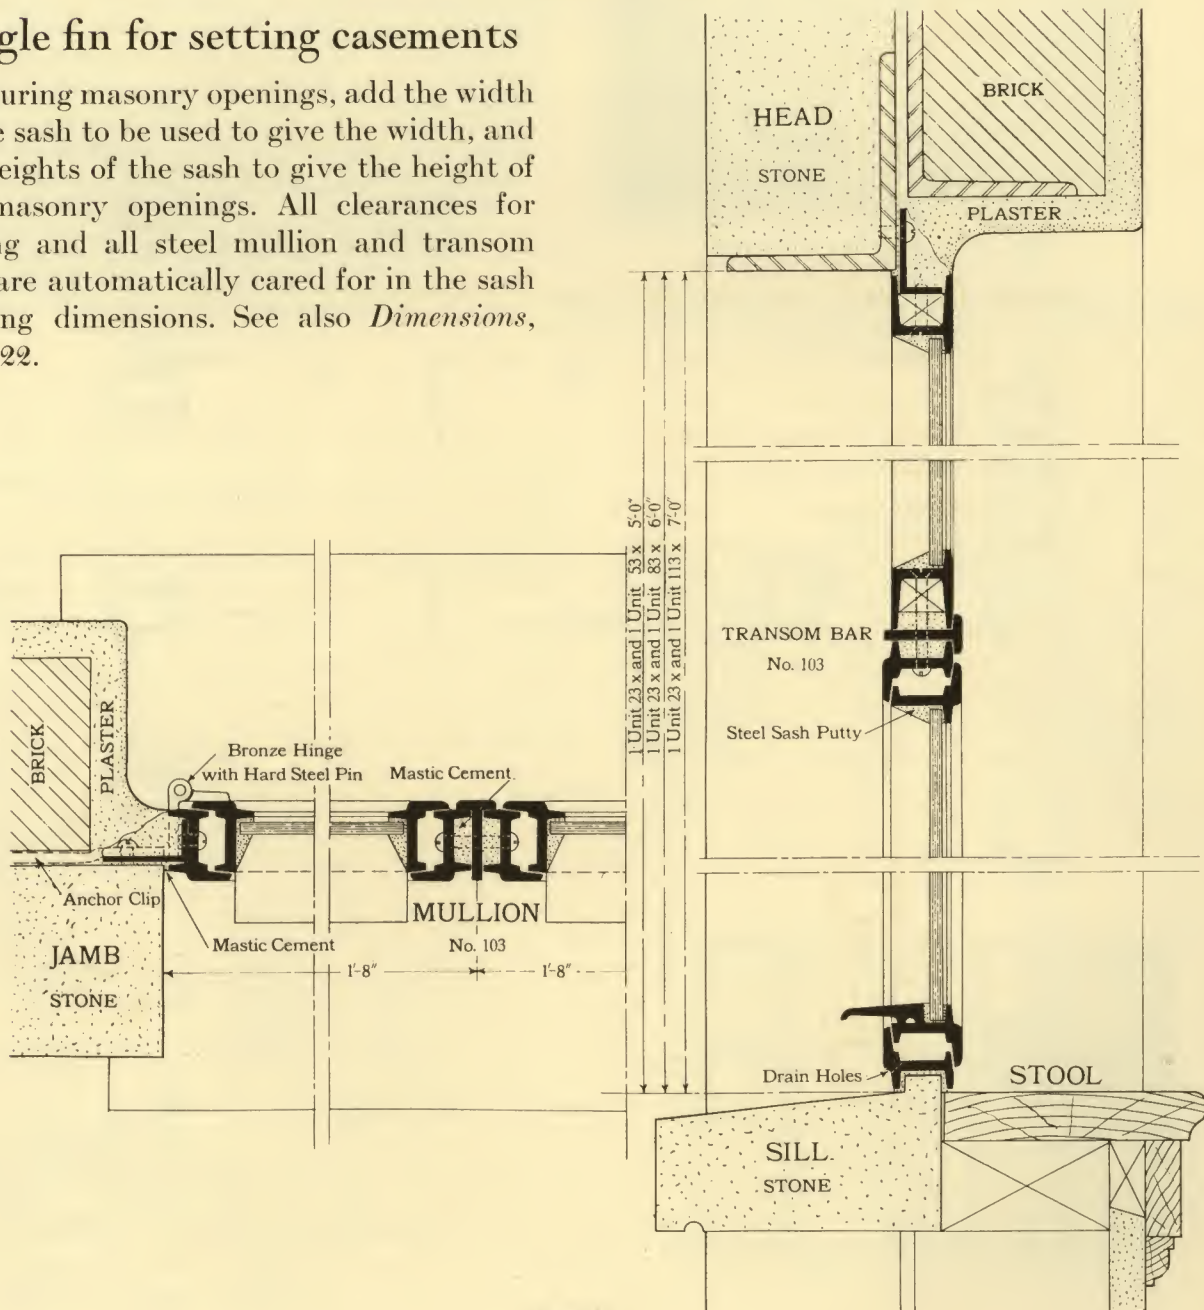 gle fin for setting casements
uring masonry openings, add the width
e sash to be used to give the width, and
eights of the sash to give the height of
masonry openings. All clearances for
ng and all steel mullion and transom
are automatically cared for in the sash
ng dimensions. See also Dimensions,
22.
HEAD
STONE
BRICK
PLASTER
1 Unit 23 x and 1 Unit 53 x 5'-0"
1 Unit 23 x and 1 Unit 83 x 6'-0"
1 Unit 23 x and 1 Unit 113 x 7'-0"
TRANSOM BAR
No. 103
Steel Sash Putty
BRICK
PLASTER
Bronze Hinge
with Hard Steel Pin
Mastic Cement.
Anchor Clip
MULLION
No. 103
JAMB
STONE
Mastic Cement
1'-8"
1'-8"
Drain Holes
STOOL
SILL
STONE